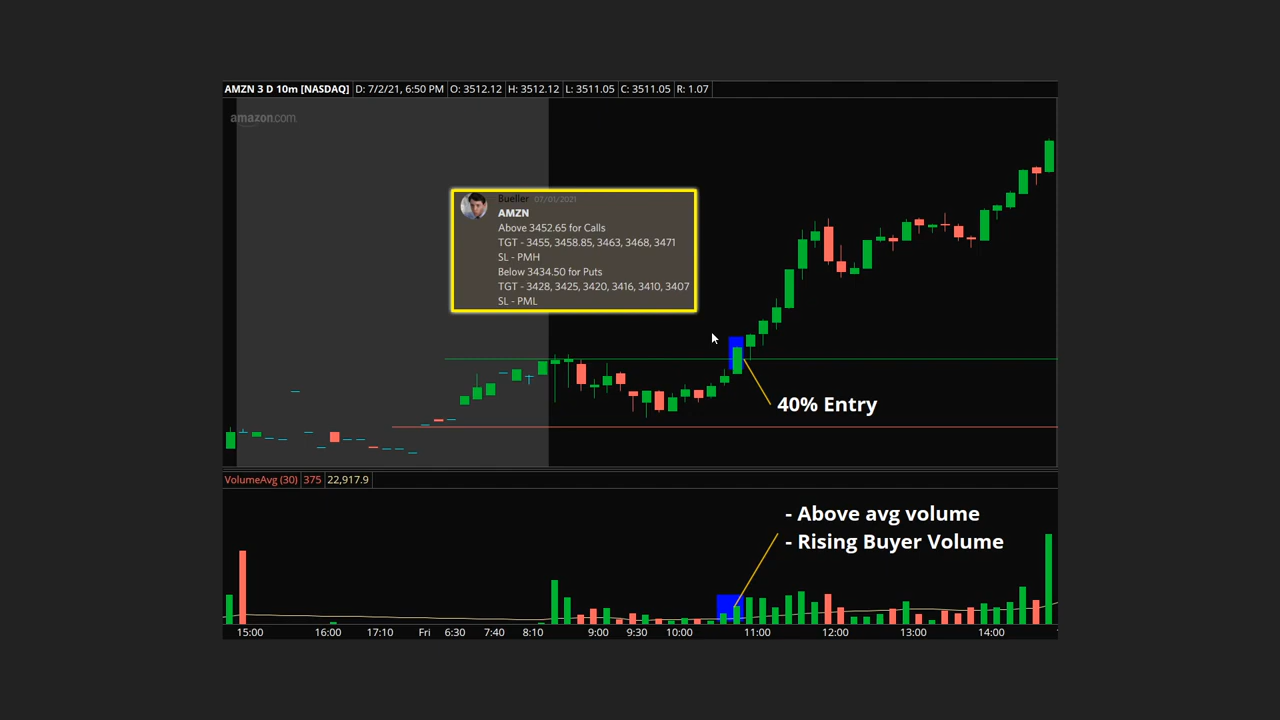 AMZN 3 D 10m [NASDAQ] D: 7/2/21, 6:50 PM O: 3512.12 H: 3512.12 L: 3511.05 C: 3511.05 R: 1.07
amazon.com
Bueller 07/01/2021
AMZN
Above 3452.65 for Calls
TGT - 3455, 3458.85, 3463, 3468, 3471
SL - PMH
Below 3434.50 for Puts
TGT - 3428, 3425, 3420, 3416, 3410, 3407
SL - PML
40% Entry
VolumeAvg (30) 375 22,917.9
- Above avg volume
- Rising Buyer Volume
15:00 16:00 17:10 Fri 6:30 7:40 8:10 9:00 9:30 10:00 11:00 12:00 13:00 14:00